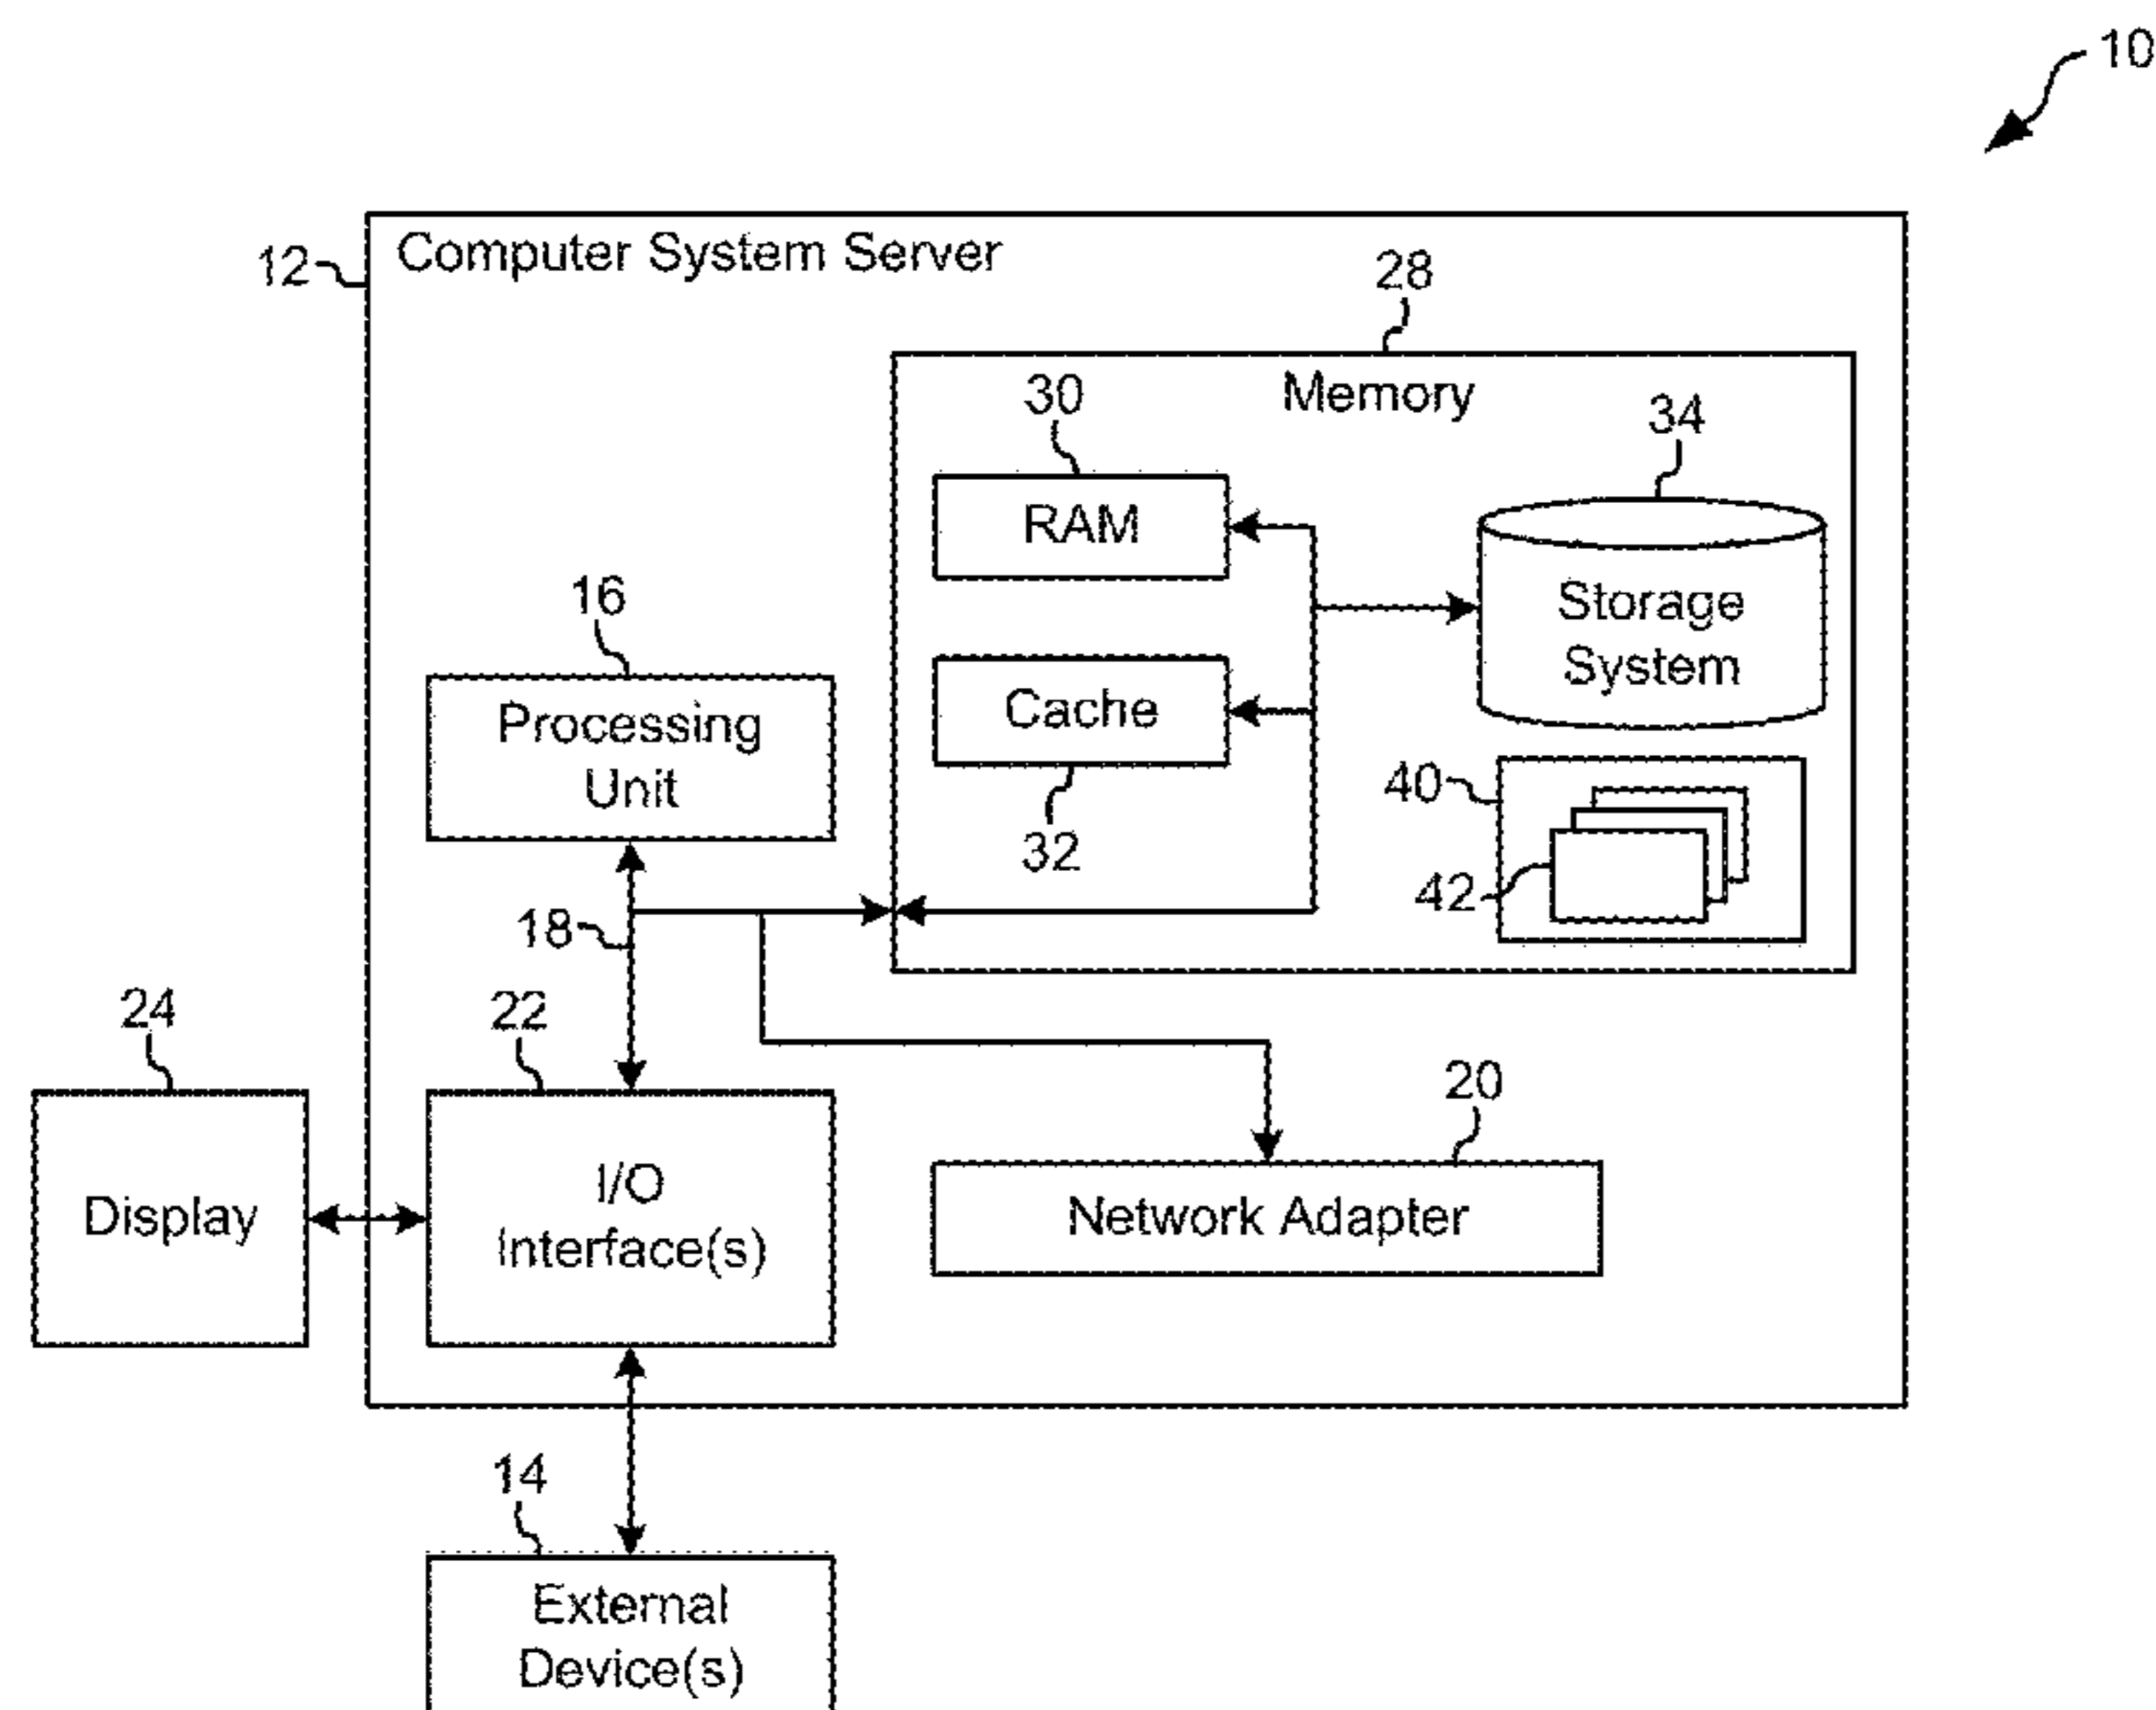 10
12
Computer System Server
28
Memory
30
34
RAM
Storage
System
16
Processing
Unit
Cache
32
40
42
18
24
22
20
Display
I/O
Interface(s)
Network Adapter
14
External
Device(s)